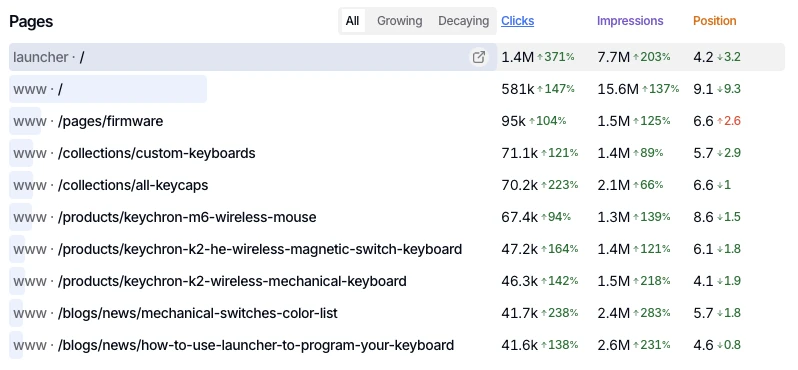 Pages All Growing Decaying Clicks Impressions Position
launcher · / 1.4M ↑371% 7.7M ↑203% 4.2 ↓3.2
www · / 581k ↑147% 15.6M ↑137% 9.1 ↓9.3
www · /pages/firmware 95k ↑104% 1.5M ↑125% 6.6 ↑2.6
www · /collections/custom-keyboards 71.1k ↑121% 1.4M ↑89% 5.7 ↓2.9
www · /collections/all-keycaps 70.2k ↑223% 2.1M ↑66% 6.6 ↓1
www · /products/keychron-m6-wireless-mouse 67.4k ↑94% 1.3M ↑139% 8.6 ↓1.5
www · /products/keychron-k2-he-wireless-magnetic-switch-keyboard 47.2k ↑164% 1.4M ↑121% 6.1 ↓1.8
www · /products/keychron-k2-wireless-mechanical-keyboard 46.3k ↑142% 1.5M ↑218% 4.1 ↓1.9
www · /blogs/news/mechanical-switches-color-list 41.7k ↑238% 2.4M ↑283% 5.7 ↓1.8
www · /blogs/news/how-to-use-launcher-to-program-your-keyboard 41.6k ↑138% 2.6M ↑231% 4.6 ↓0.8